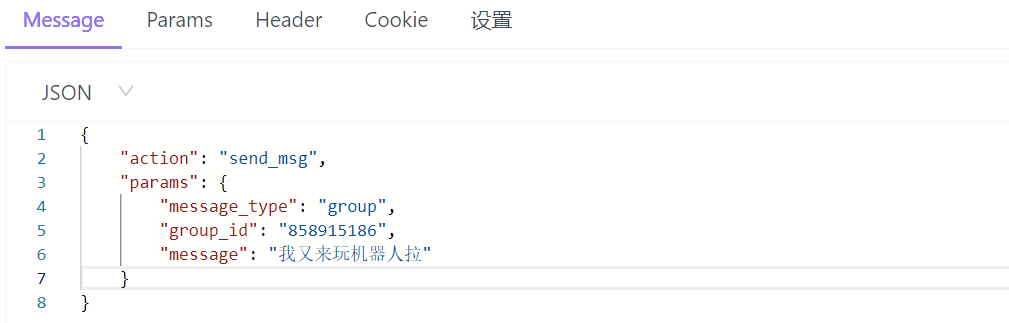 Message Params Header Cookie 设置
JSON
1 {
2 "action": "send_msg",
3 "params": {
4 "message_type": "group",
5 "group_id": "858915186",
6 "message": "我又来玩机器人拉"
7 }
8 }